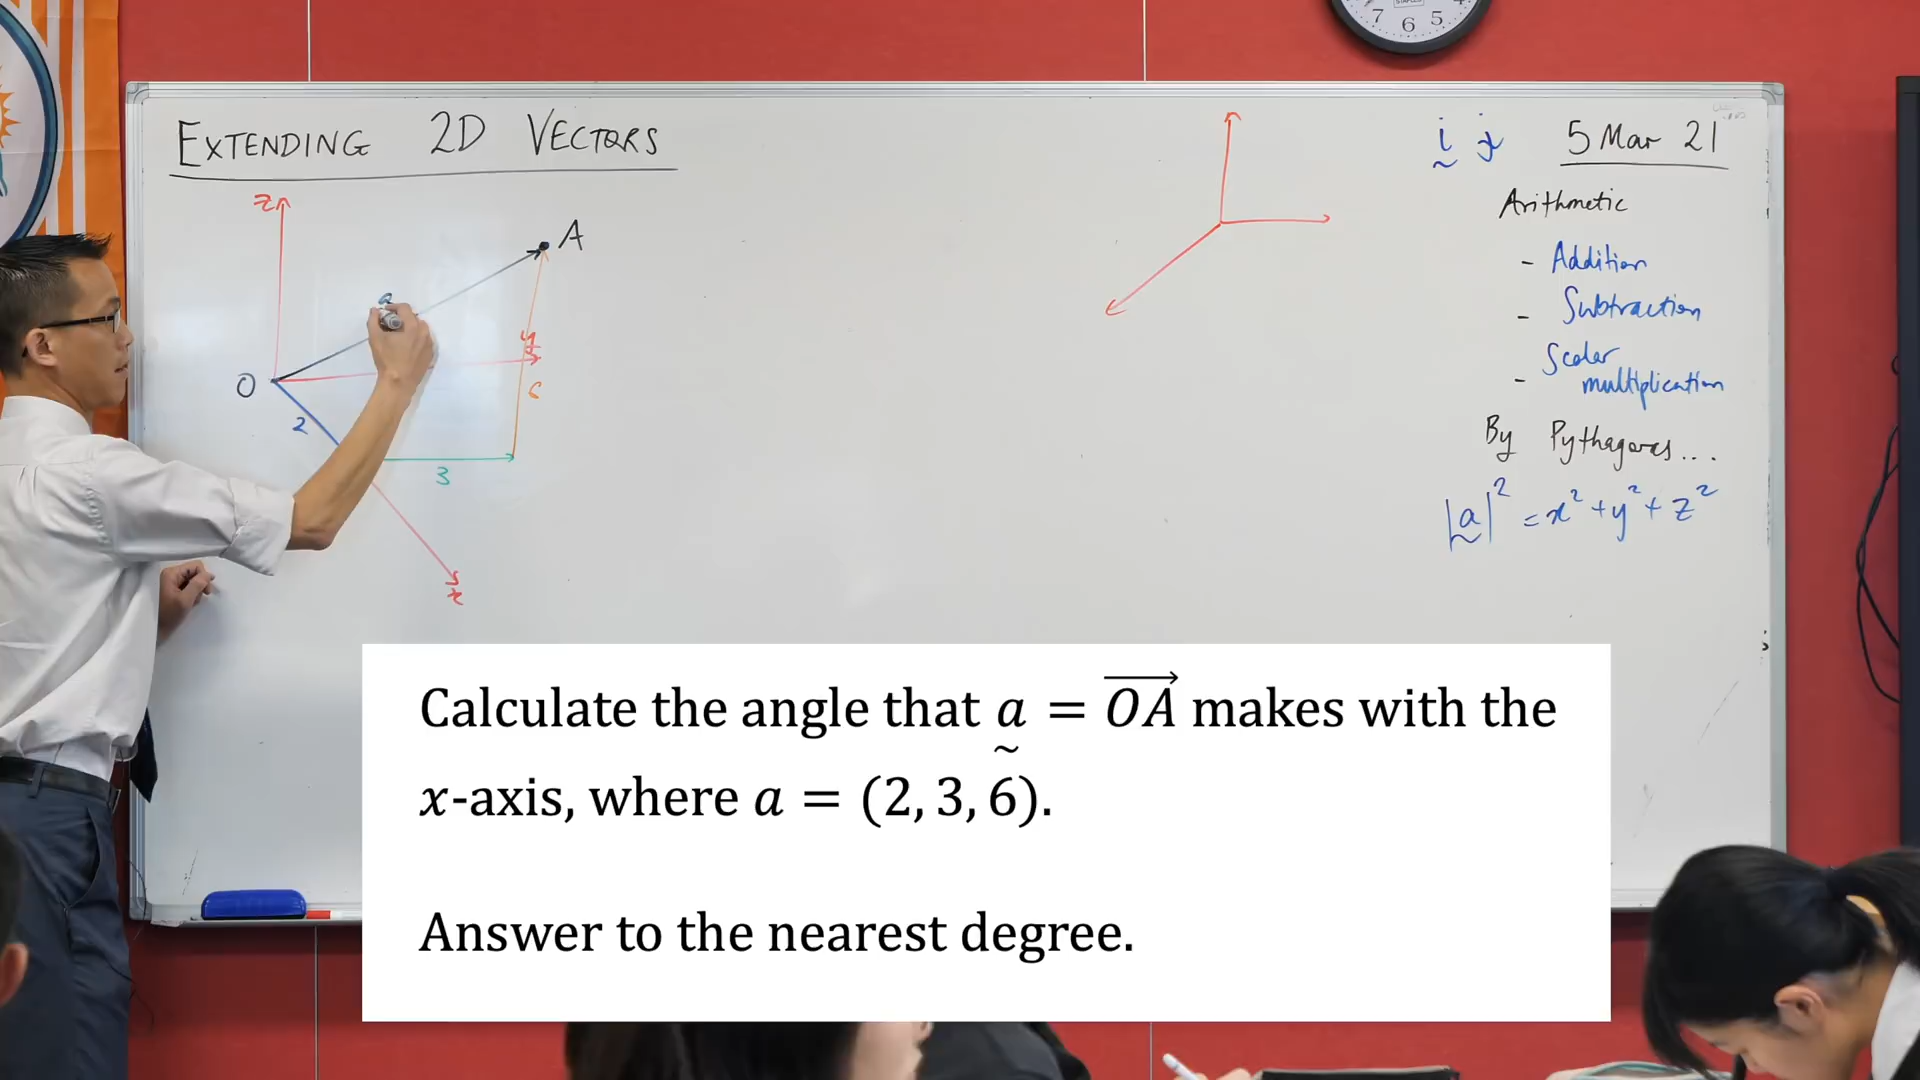 7 6 5
EXTENDING 2D VECTORS
i ~ j ~
5 Mar 21
Arithmetic
- Addition
- Subtraction
- Scalar
multiplication
By Pythagoras...
|a|² = x² + y² + z²
~
z
A
a
y
O
6
2
3
x
Calculate the angle that a = OA→ makes with the
~
x-axis, where a = (2, 3, 6).
Answer to the nearest degree.